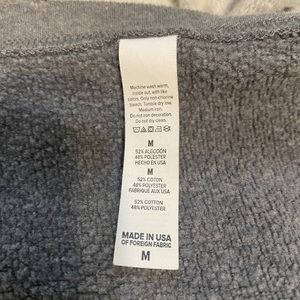 Machine wash warm,
inside out, with like
colors. Only non-chlorine
bleach. Tumble dry low.
Medium iron.
Do not iron decoration.
Do not dry clean.
M
52% ALGODÓN
48% POLIESTER
HECHO EN USA
M
52% COTTON
48% POLYESTER
FABRIQUE AUX USA
52% COTTON
48% POLYESTER
MADE IN USA
OF FOREIGN FABRIC
M